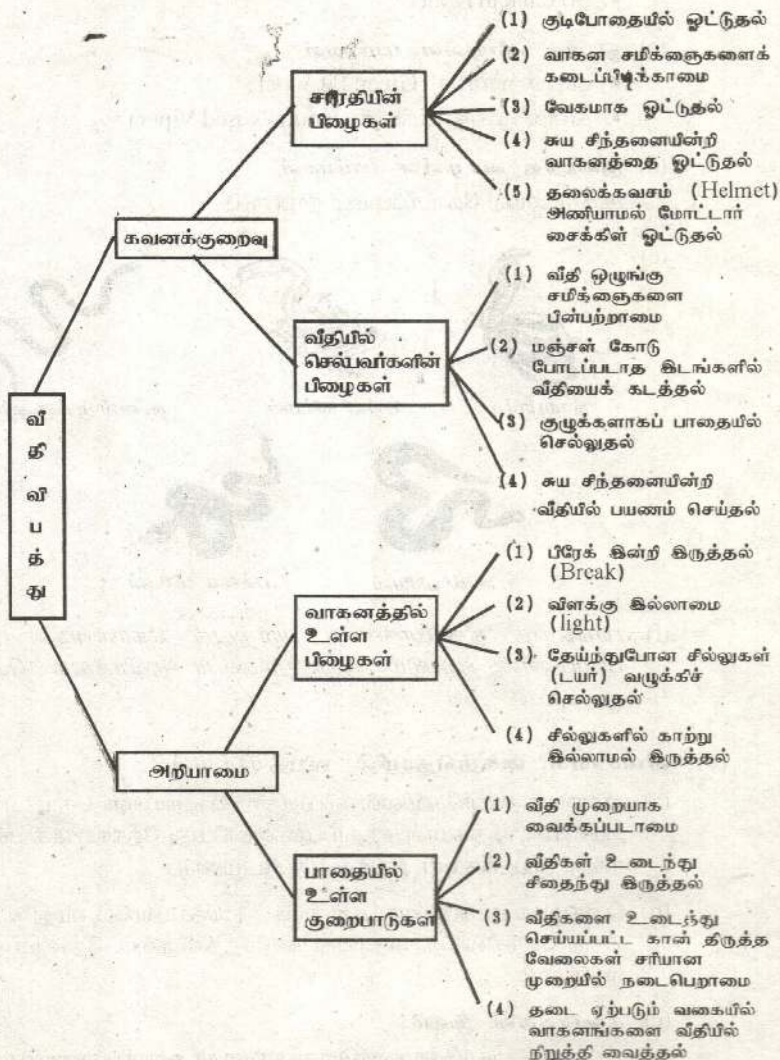 வீதி விபத்து
கவனக்குறைவு
சாரதியின்
பிழைகள்
(1) குடிபோதையில் ஓட்டுதல்
(2) வாகன சமிக்ஞைகளைக்
கடைப்பிடிக்காமை
(3) வேகமாக ஓட்டுதல்
(4) சுய சிந்தனையின்றி
வாகனத்தை ஓட்டுதல்
(5) தலைக்கவசம் (Helmet)
அணியாமல் மோட்டார்
சைக்கிள் ஓட்டுதல்
வீதியில்
செல்பவர்களின்
பிழைகள்
(1) வீதி ஒழுங்கு
சமிக்ஞைகளை
பின்பற்றாமை
(2) மஞ்சள் கோடு
போடப்படாத இடங்களில்
வீதியைக் கடத்தல்
(3) குழுக்களாகப் பாதையில்
செல்லுதல்
(4) சுய சிந்தனையின்றி
வீதியில் பயணம் செய்தல்
அறியாமை
வாகனத்தில்
உள்ள
பிழைகள்
(1) பிரேக் இன்றி இருத்தல்
(Break)
(2) விளக்கு இல்லாமை
(light)
(3) தேய்ந்துபோன சில்லுகள்
(டயர்) வழுக்கிச்
செல்லுதல்
(4) சில்லுகளில் காற்று
இல்லாமல் இருத்தல்
பாதையில்
உள்ள
குறைபாடுகள்
(1) வீதி முறையாக
வைக்கப்படாமை
(2) வீதிகள் உடைந்து
சிதைந்து இருத்தல்
(3) வீதிகளை உடைந்து
செய்யப்பட்ட கான் திருத்த
வேலைகள் சரியான
முறையில் நடைபெறாமை
(4) தடை ஏற்படும் வகையில்
வாகனங்களை வீதியில்
நிறுத்தி வைத்தல்